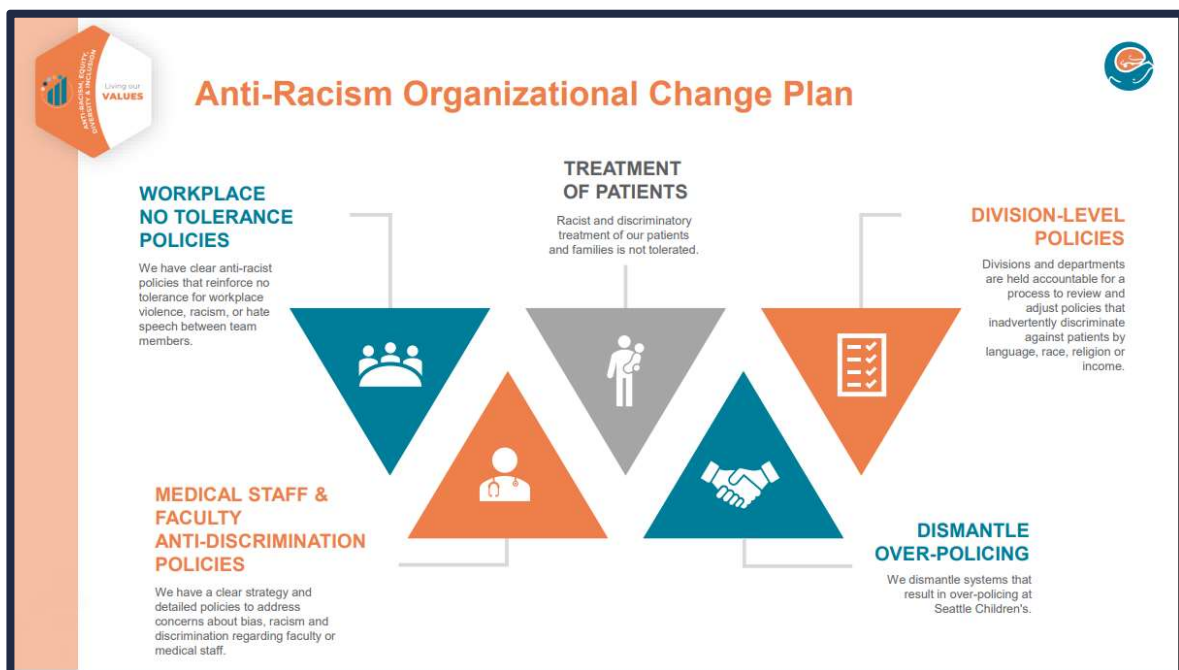 ANTI-RACISM, EQUITY,
DIVERSITY & INCLUSION
Living our
VALUES
Anti-Racism Organizational Change Plan
WORKPLACE
NO TOLERANCE
POLICIES
We have clear anti-racist
policies that reinforce no
tolerance for workplace
violence, racism, or hate
speech between team
members.
TREATMENT
OF PATIENTS
Racist and discriminatory
treatment of our patients
and families is not tolerated.
DIVISION-LEVEL
POLICIES
Divisions and departments
are held accountable for a
process to review and
adjust policies that
inadvertently discriminate
against patients by
language, race, religion or
income.
MEDICAL STAFF &
FACULTY
ANTI-DISCRIMINATION
POLICIES
We have a clear strategy and
detailed policies to address
concerns about bias, racism and
discrimination regarding faculty or
medical staff.
DISMANTLE
OVER-POLICING
We dismantle systems that
result in over-policing at
Seattle Children's.